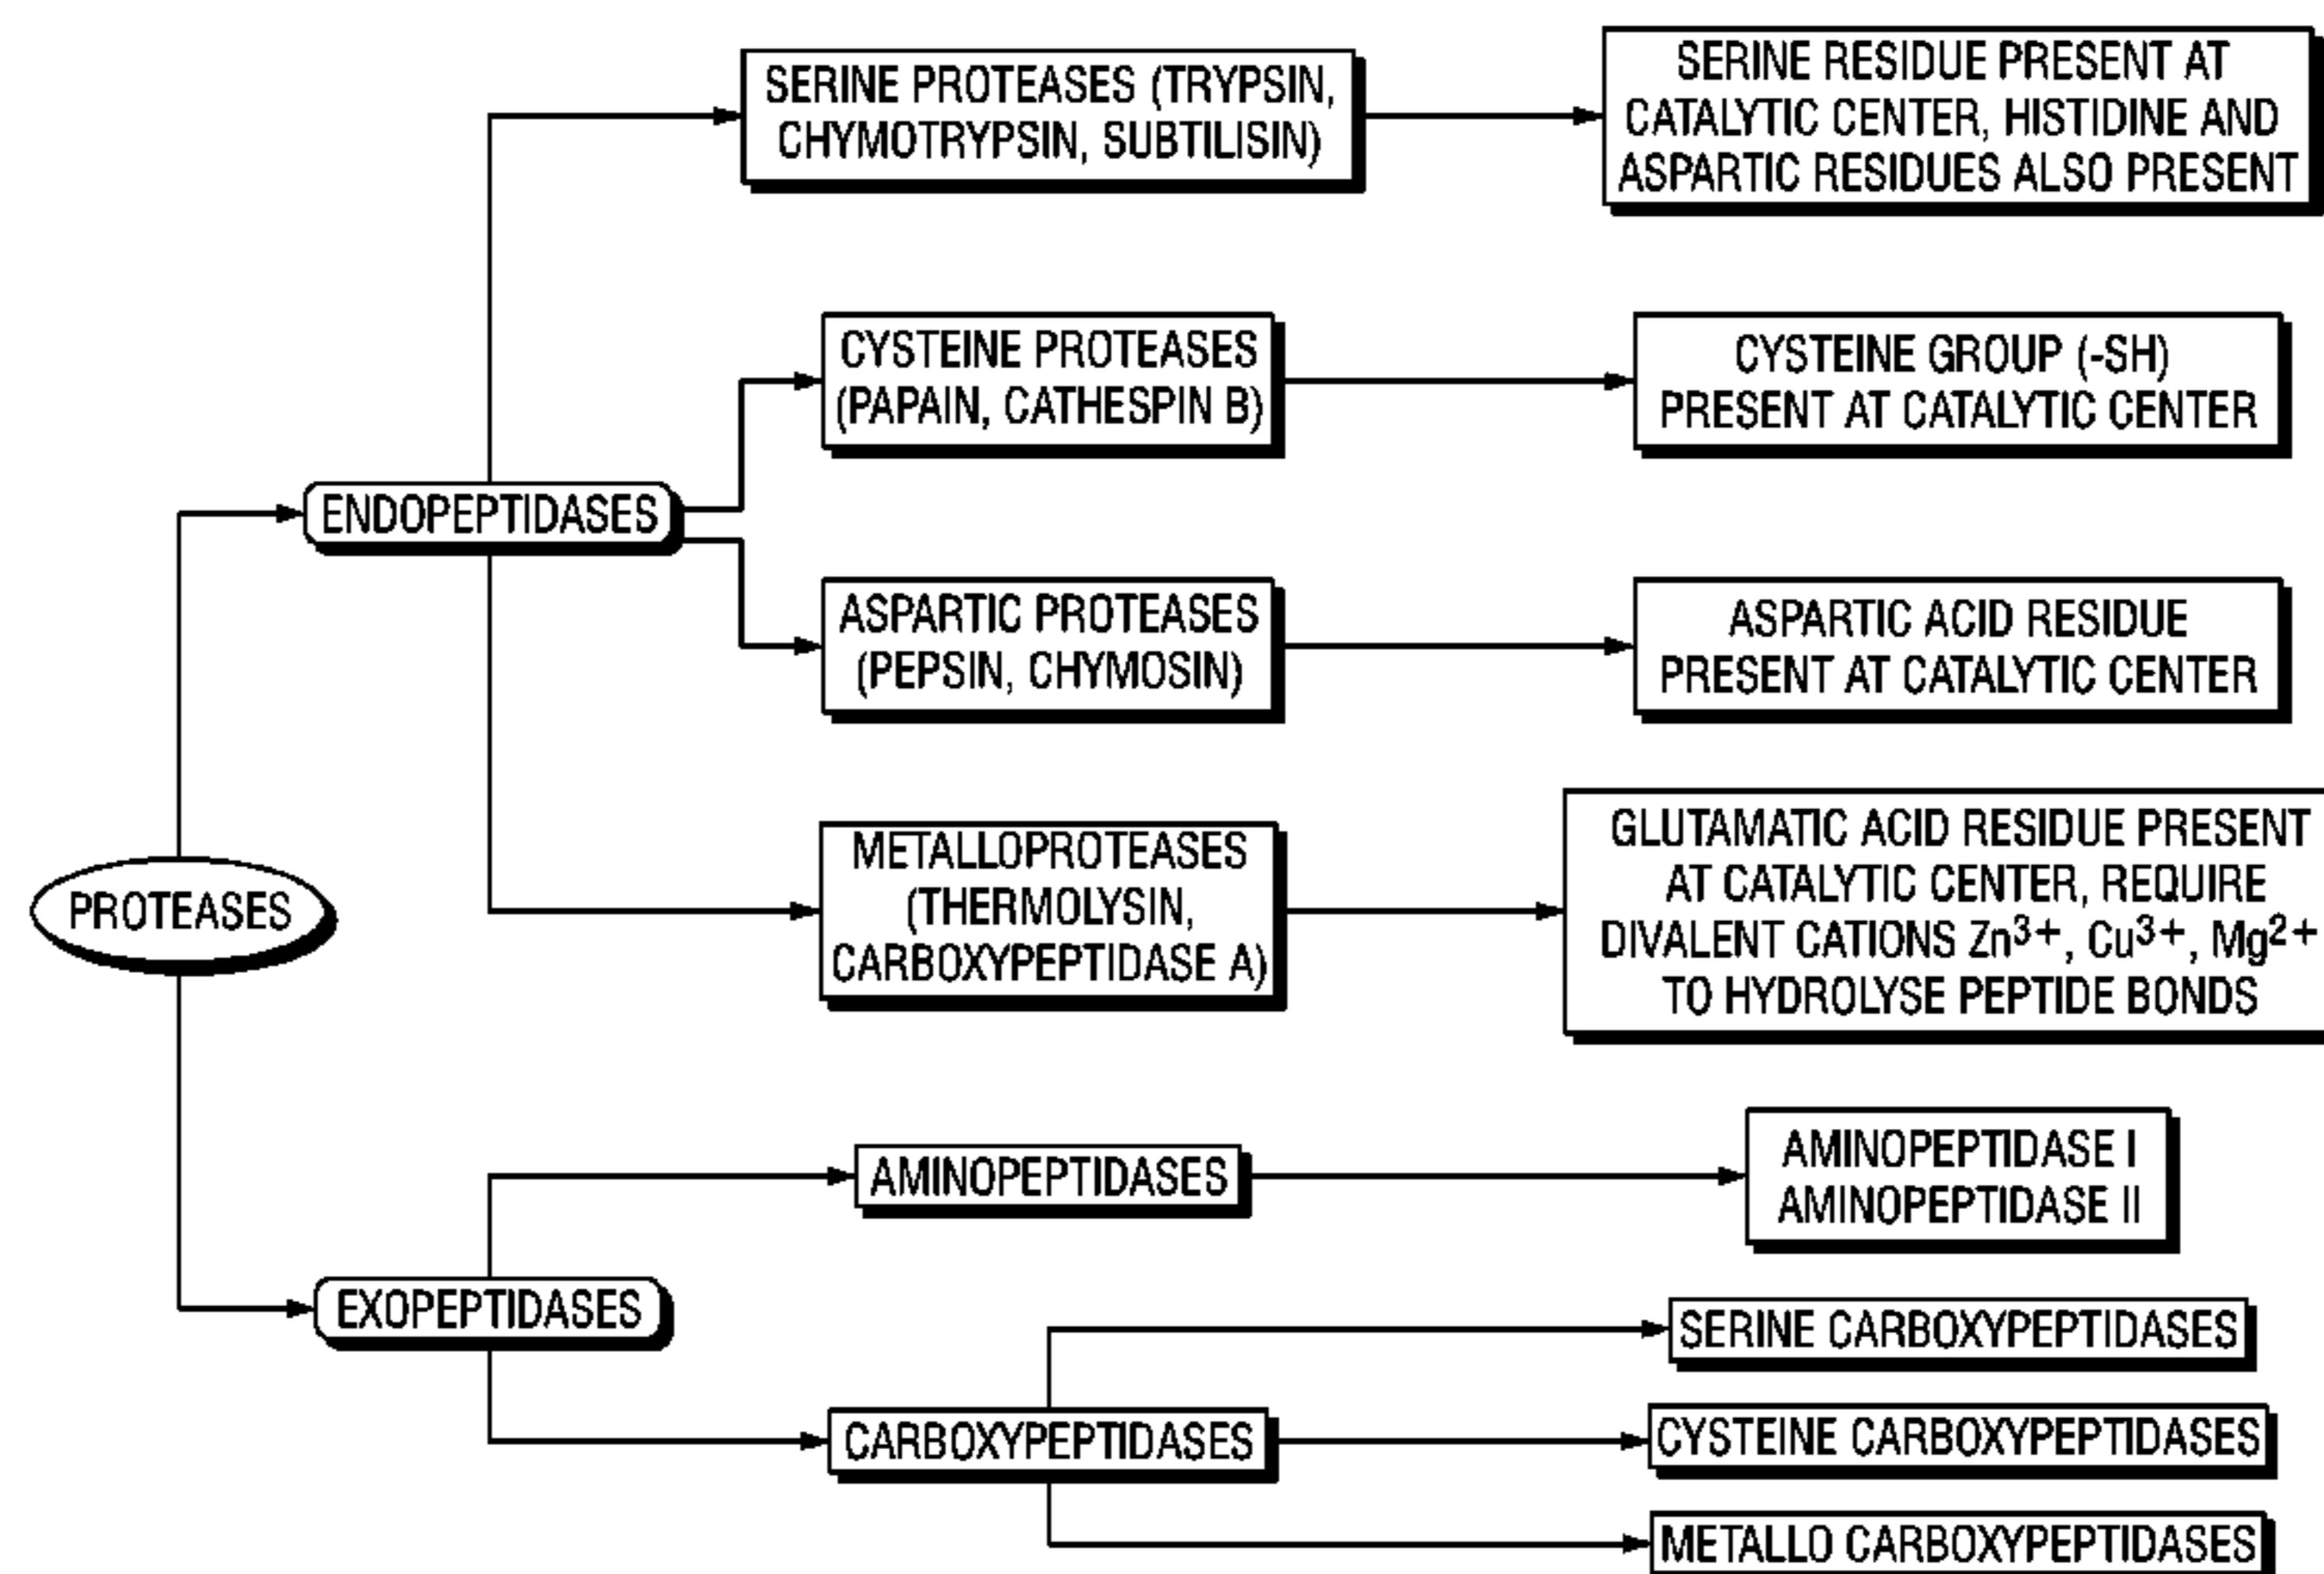 SERINE PROTEASES (TRYPSIN,
CHYMOTRYPSIN, SUBTILISIN)
SERINE RESIDUE PRESENT AT
CATALYTIC CENTER, HISTIDINE AND
ASPARTIC RESIDUES ALSO PRESENT
CYSTEINE PROTEASES
(PAPAIN, CATHESPIN B)
CYSTEINE GROUP (-SH)
PRESENT AT CATALYTIC CENTER
ENDOPEPTIDASES
ASPARTIC PROTEASES
(PEPSIN, CHYMOSIN)
ASPARTIC ACID RESIDUE
PRESENT AT CATALYTIC CENTER
PROTEASES
METALLOPROTEASES
(THERMOLYSIN,
CARBOXYPEPTIDASE A)
GLUTAMATIC ACID RESIDUE PRESENT
AT CATALYTIC CENTER, REQUIRE
DIVALENT CATIONS Zn³⁺, Cu³⁺, Mg²⁺
TO HYDROLYSE PEPTIDE BONDS
AMINOPEPTIDASES
AMINOPEPTIDASE I
AMINOPEPTIDASE II
EXOPEPTIDASES
SERINE CARBOXYPEPTIDASES
CARBOXYPEPTIDASES
CYSTEINE CARBOXYPEPTIDASES
METALLO CARBOXYPEPTIDASES